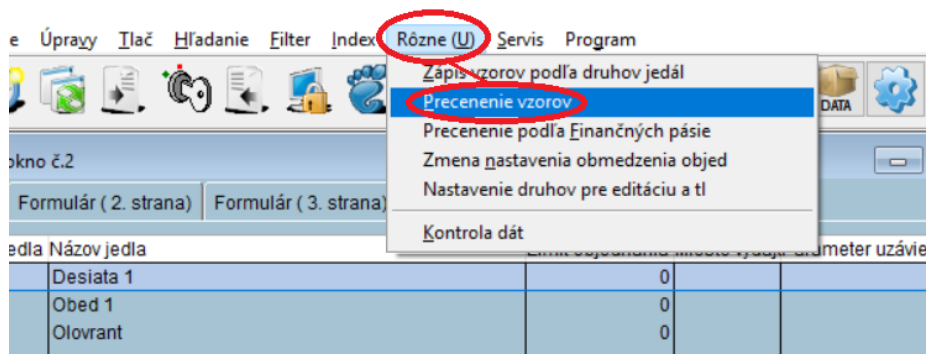 e Úpravy Tlač Hľadanie Filter Index Rôzne (U) Servis Program
Zápis vzorov podľa druhov jedál
Precenenie vzorov
DATA
Precenenie podľa Finančných pásie
okno č.2
Zmena nastavenia obmedzenia objed
Formulár ( 2. strana) Formulár ( 3. strana)
Nastavenie druhov pre editáciu a tl
Kontrola dát
edla Názov jedla
Desiata 1 0
Obed 1 0
Olovrant 0